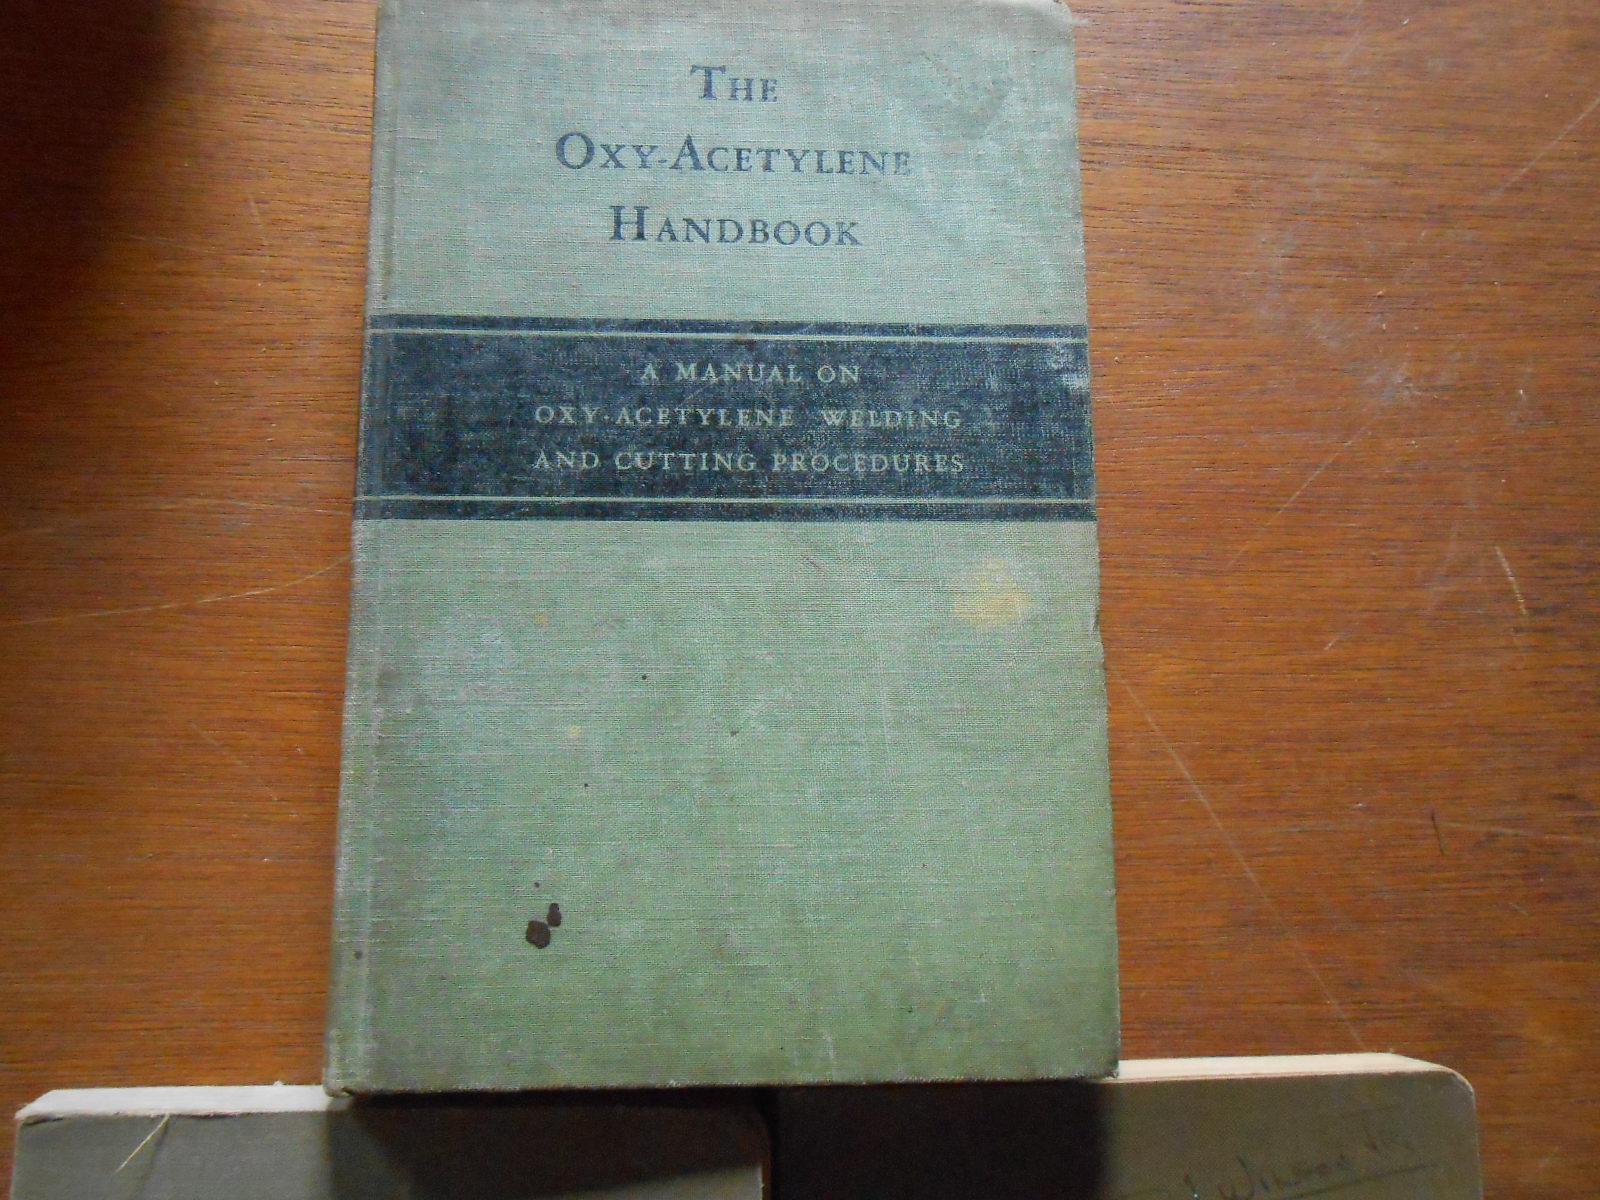 THE
OXY-ACETYLENE
HANDBOOK
A MANUAL ON
OXY-ACETYLENE WELDING
AND CUTTING PROCEDURES